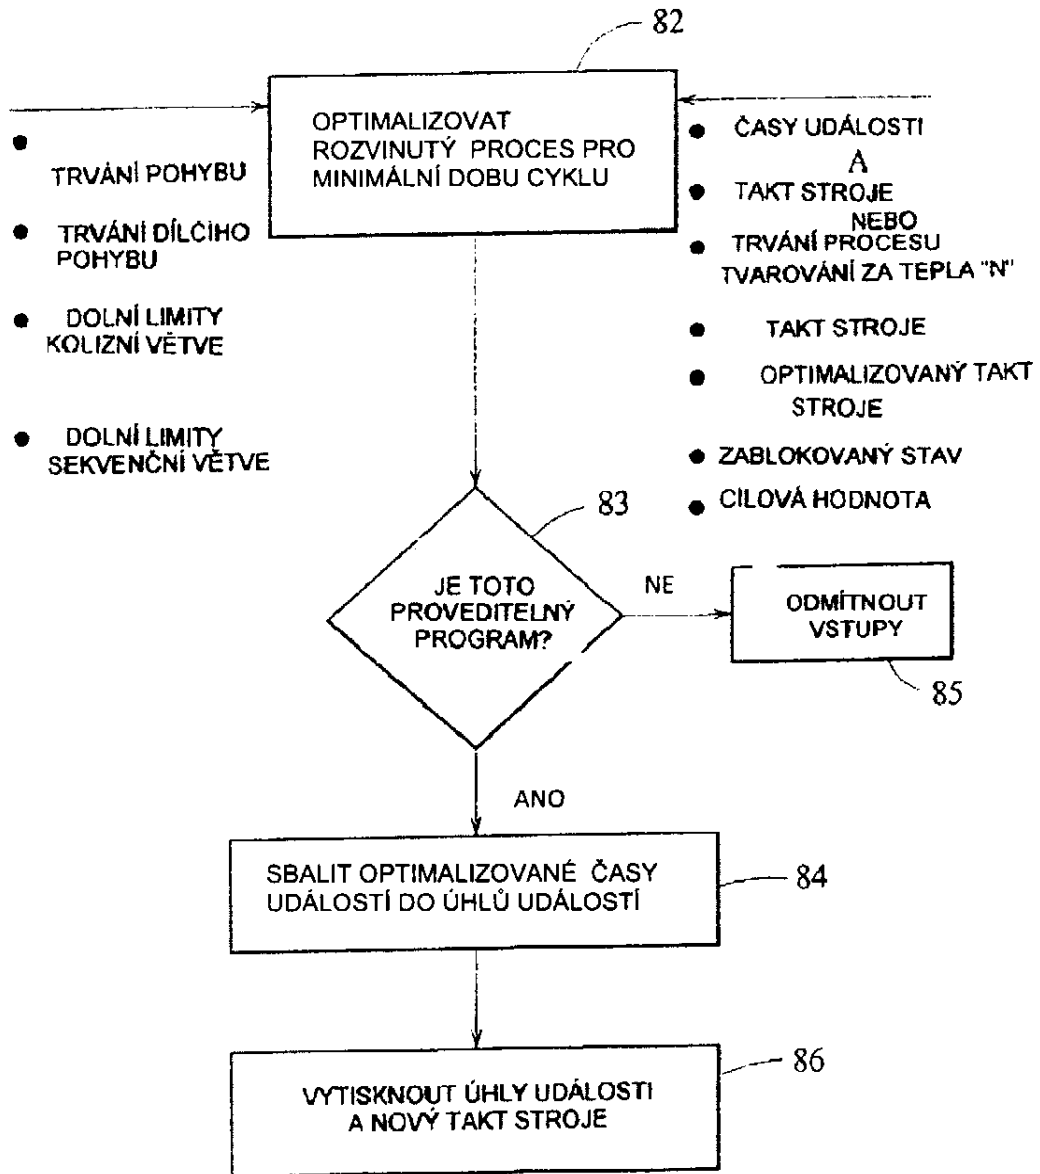 82
OPTIMALIZOVAT
ROZVINUTÝ PROCES PRO
MINIMÁLNÍ DOBU CYKLU
TRVÁNÍ POHYBU
TRVÁNÍ DÍLČÍHO
POHYBU
DOLNÍ LIMITY
KOLIZNÍ VĚTVE
DOLNÍ LIMITY
SEKVENČNÍ VĚTVE
ČASY UDÁLOSTI
A
TAKT STROJE
NEBO
TRVÁNÍ PROCESU
TVAROVÁNÍ ZA TEPLA "N"
TAKT STROJE
OPTIMALIZOVANÝ TAKT
STROJE
ZABLOKOVANÝ STAV
CÍLOVÁ HODNOTA
83
JE TOTO
PROVEDITELNÝ
PROGRAM?
NE
ODMÍTNOUT
VSTUPY
85
ANO
SBALIT OPTIMALIZOVANÉ ČASY
UDÁLOSTÍ DO ÚHLŮ UDÁLOSTÍ
84
VYTISKNOUT ÚHLY UDÁLOSTI
A NOVÝ TAKT STROJE
86